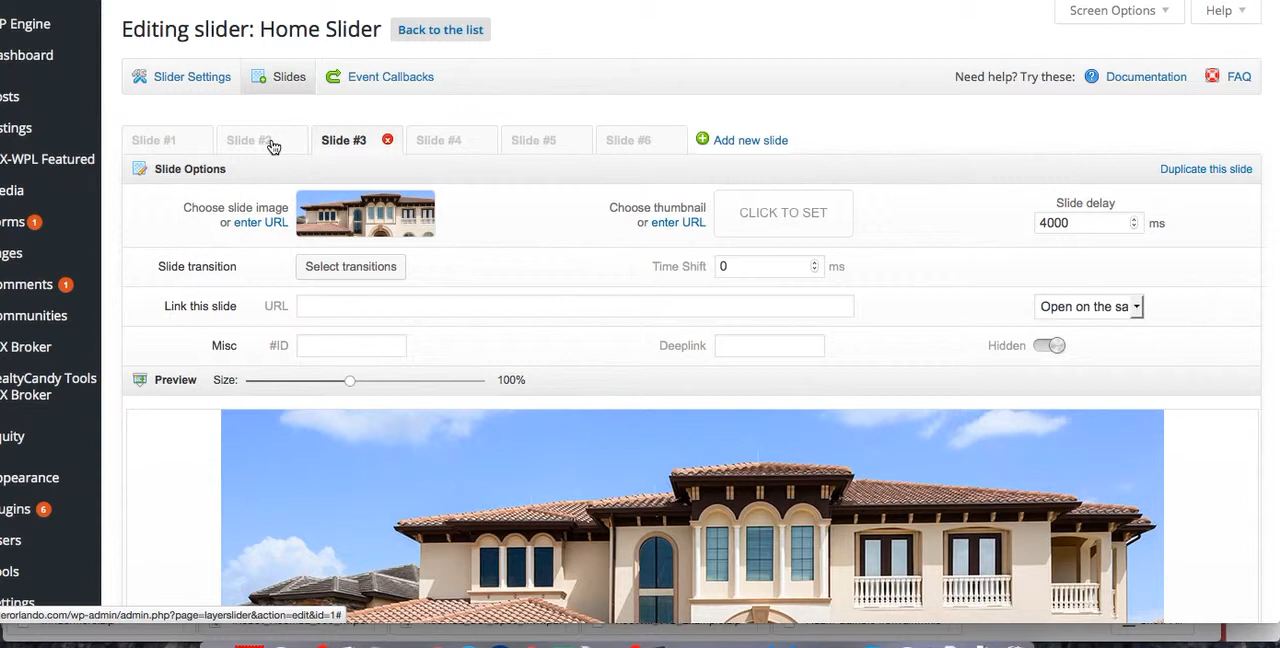 P Engine
ashboard
osts
stings
X-WPL Featured
edia
orms 1
ages
omments 1
ommunities
X Broker
ealtyCandy Tools
X Broker
quity
ppearance
lugins 6
sers
ools
ettings
Screen Options
Help
Editing slider: Home Slider
Back to the list
Slider Settings
Slides
Event Callbacks
Need help? Try these:
Documentation
FAQ
Slide #1
Slide #2
Slide #3
Slide #4
Slide #5
Slide #6
Add new slide
Slide Options
Duplicate this slide
Choose slide image
or enter URL
Choose thumbnail
or enter URL
CLICK TO SET
Slide delay
4000 ms
Slide transition
Select transitions
Time Shift 0 ms
Link this slide URL
Open on the sa
Misc #ID
Deeplink
Hidden
Preview Size: 100%
erorlando.com/wp-admin/admin.php?page=layerslider&action=edit&id=1#